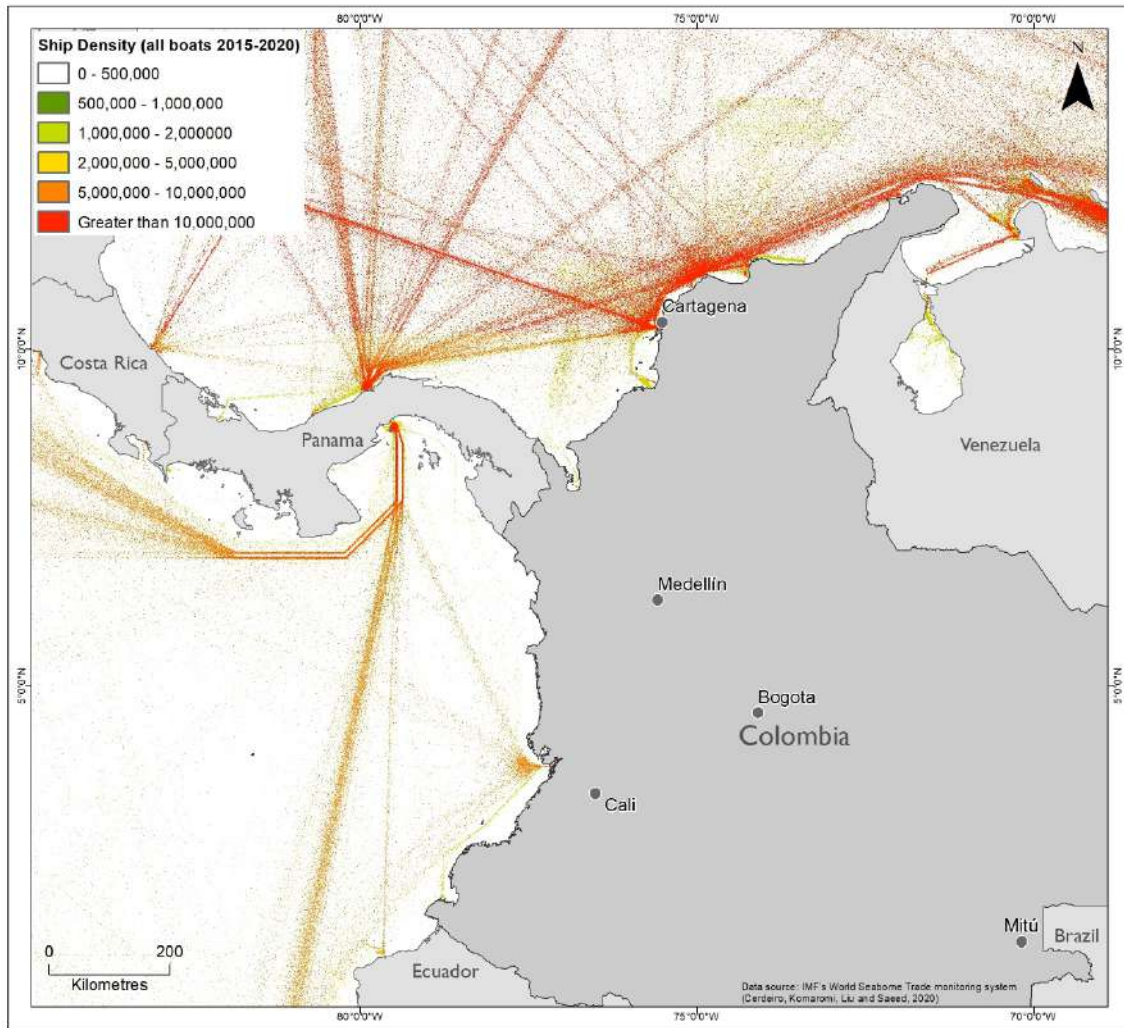 80°0'0"W
75°0'0"W
70°0'0"W
Ship Density (all boats 2015-2020)
0 - 500,000
500,000 - 1,000,000
1,000,000 - 2,000000
2,000,000 - 5,000,000
5,000,000 - 10,000,000
Greater than 10,000,000
N
Cartagena
10°0'0"N
10°0'0"N
Costa Rica
Panama
Venezuela
Medellín
5°0'0"N
5°0'0"N
Bogota
Colombia
Cali
Mitú
Brazil
0 200
Kilometres
Ecuador
Data source: IMF's World Seaborne Trade monitoring system
(Cerdeiro, Komaromi, Liu and Saeed, 2020)
80°0'0"W
75°0'0"W
70°0'0"W